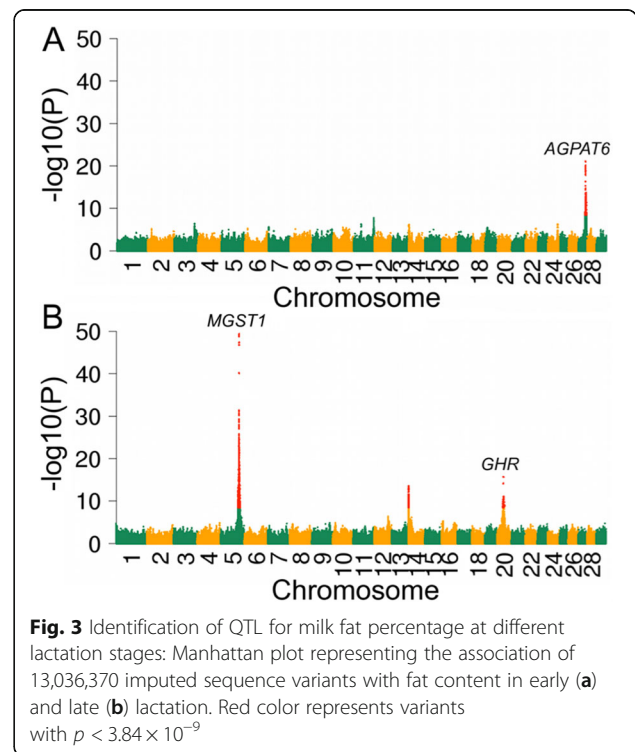 A
50
40
30
20
10
0
-log10(P)
AGPAT6
1 2 3 4 5 6 7 8 9 10 11 12 13 14 15 16 18 20 22 24 26 28
Chromosome
B
MGST1
50
40
30
20
10
0
-log10(P)
GHR
1 2 3 4 5 6 7 8 9 10 11 12 13 14 15 16 18 20 22 24 26 28
Chromosome
Fig. 3 Identification of QTL for milk fat percentage at different
lactation stages: Manhattan plot representing the association of
13,036,370 imputed sequence variants with fat content in early (a)
and late (b) lactation. Red color represents variants
with p < 3.84 × 10⁻⁹